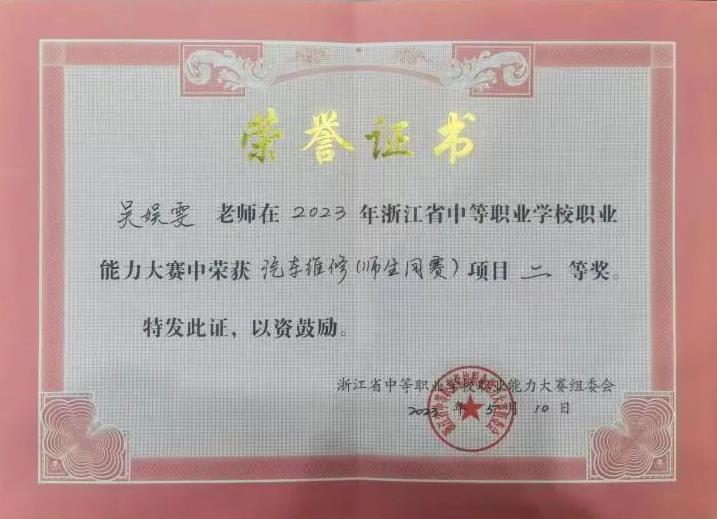 荣誉证书
吴娱雯 老师在 2023 年浙江省中等职业学校职业
能力大赛中荣获 汽车维修(师生同赛) 项目 二 等奖。
特发此证，以资鼓励。
浙江省中等职业学校职业能力大赛组委会
2023 年 5 月 10 日